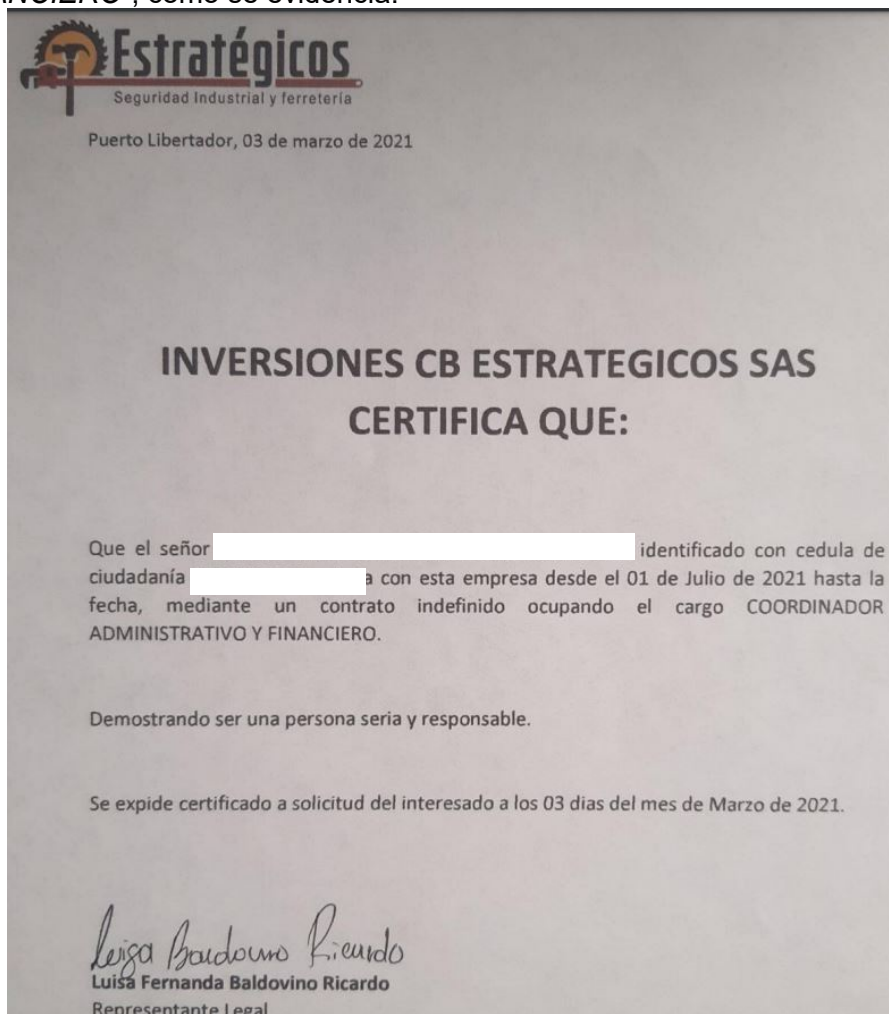 , como se evidencia.
Estratégicos
Seguridad Industrial y ferretería
Puerto Libertador, 03 de marzo de 2021
INVERSIONES CB ESTRATEGICOS SAS
CERTIFICA QUE:
Que el señor identificado con cedula de
ciudadanía a con esta empresa desde el 01 de Julio de 2021 hasta la
fecha, mediante un contrato indefinido ocupando el cargo COORDINADOR
ADMINISTRATIVO Y FINANCIERO.
Demostrando ser una persona seria y responsable.
Se expide certificado a solicitud del interesado a los 03 dias del mes de Marzo de 2021.
Luisa Fernanda Baldovino Ricardo
Representante Legal